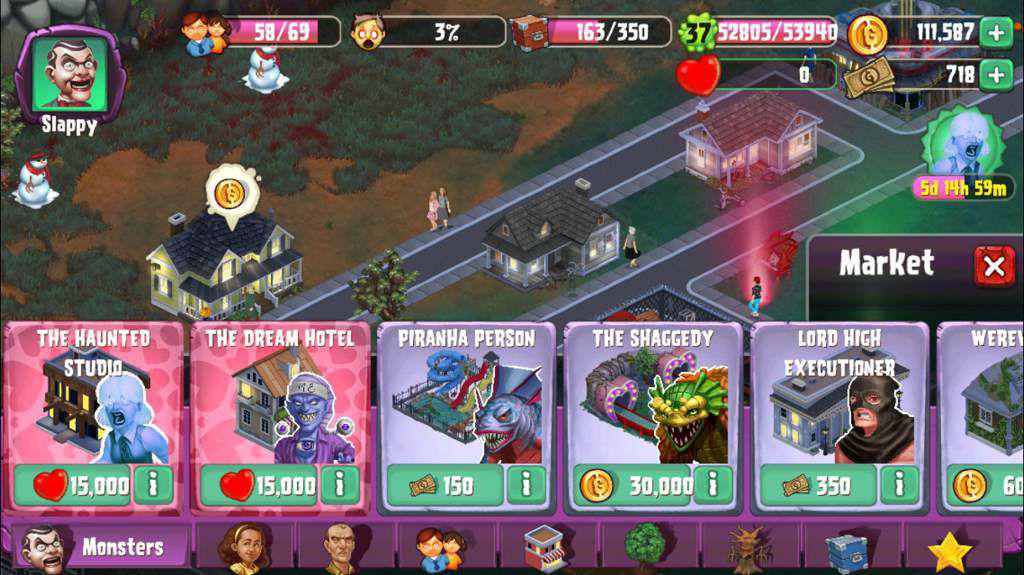 58/69
3%
163/350
37
52805/53940
111,587
0
718
Slappy
5d 14h 59m
Market
THE HAUNTED
STUDIO
THE DREAM HOTEL
PIRANHA PERSON
THE SHAGGEDY
LORD HIGH
EXECUTIONER
WEREV
15,000
15,000
150
30,000
350
60
Monsters